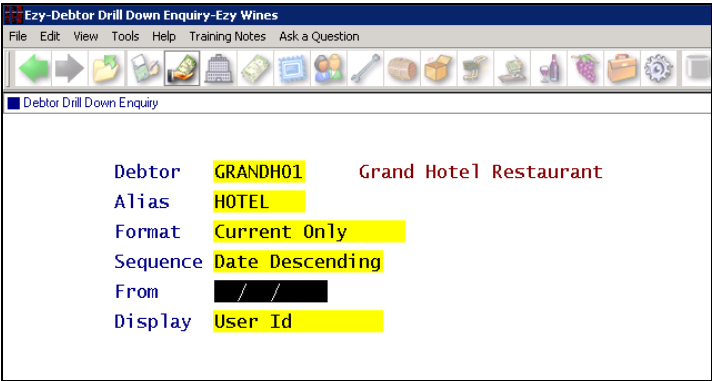 Ezy-Debtor Drill Down Enquiry-Ezy Wines
File Edit View Tools Help Training Notes Ask a Question
Debtor Drill Down Enquiry
Debtor GRANDH01 Grand Hotel Restaurant
Alias HOTEL
Format Current Only
Sequence Date Descending
From / /
Display User Id